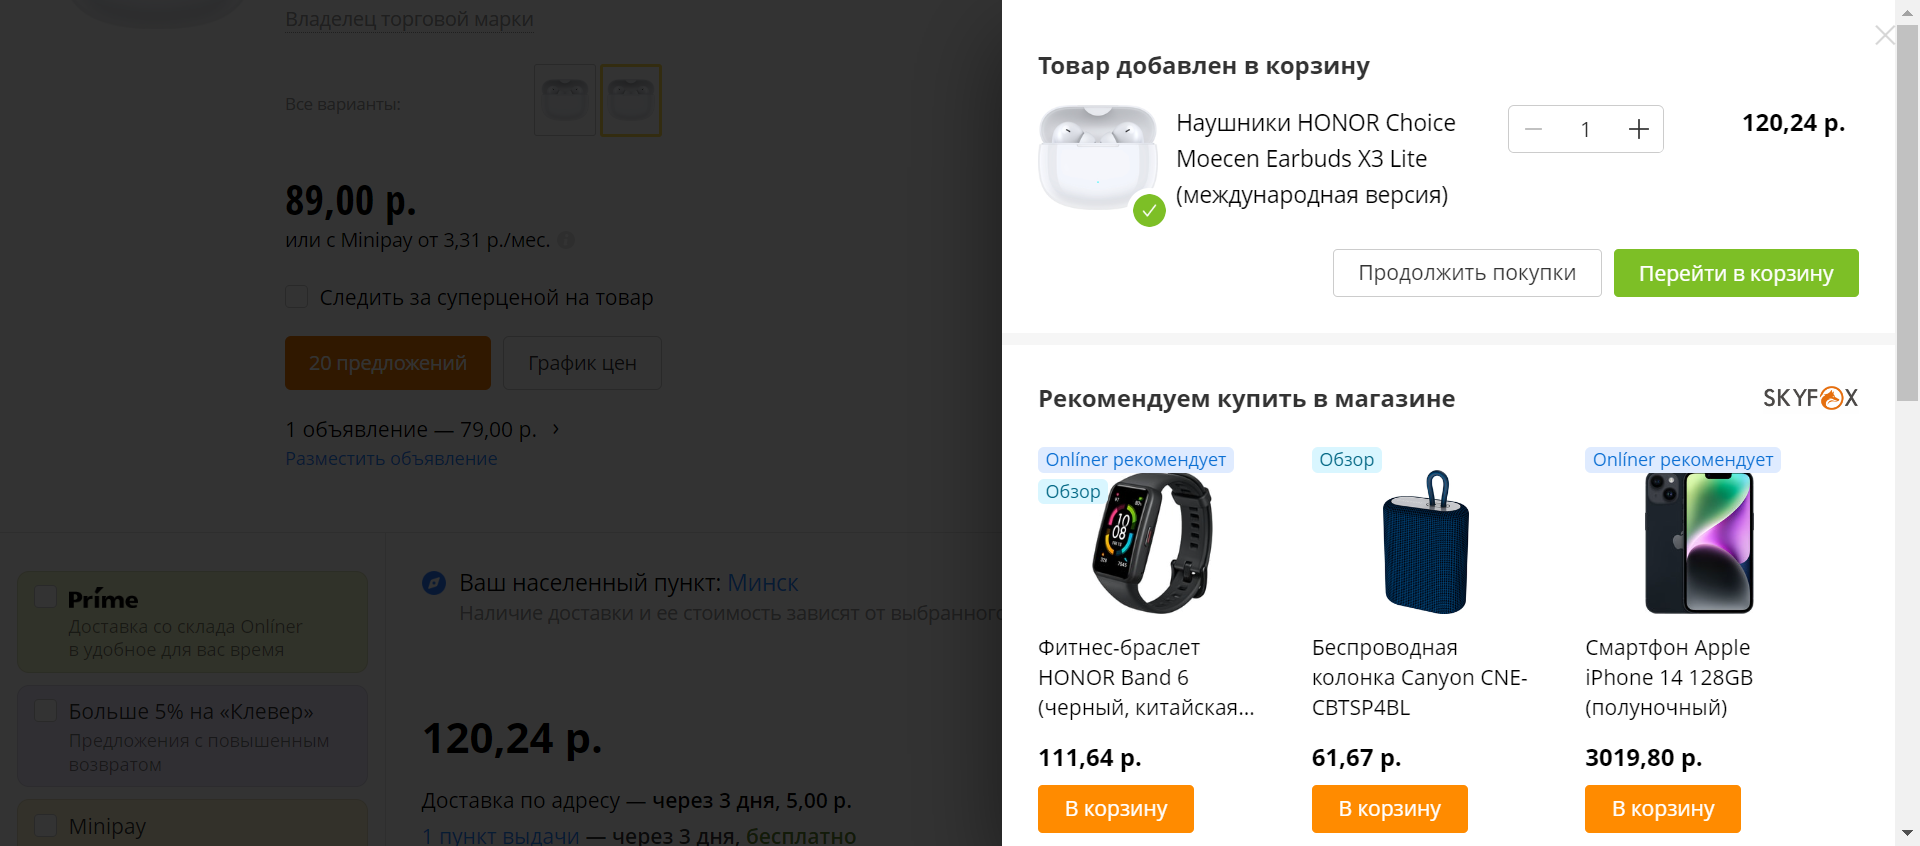 Владелец торговой марки
Все варианты:
89,00 р.
или с Minipay от 3,31 р./мес.
Следить за суперценой на товар
20 предложений
График цен
1 объявление — 79,00 р.
Разместить объявление
Príme
Доставка со склада Onlíner
в удобное для вас время
Больше 5% на «Клевер»
Предложения с повышенным
возвратом
Minipay
Ваш населенный пункт: Минск
Наличие доставки и ее стоимость зависят от выбранного
120,24 р.
Доставка по адресу — через 3 дня, 5,00 р.
1 пункт выдачи — через 3 дня, бесплатно
Товар добавлен в корзину
Наушники HONOR Choice
Moecen Earbuds X3 Lite
(международная версия)
1
120,24 р.
Продолжить покупки
Перейти в корзину
Рекомендуем купить в магазине
SKYFOX
Onlíner рекомендует
Обзор
Фитнес-браслет
HONOR Band 6
(черный, китайская...
111,64 р.
В корзину
Обзор
Беспроводная
колонка Canyon CNE-
CBTSP4BL
61,67 р.
В корзину
Onlíner рекомендует
Смартфон Apple
iPhone 14 128GB
(полуночный)
3019,80 р.
В корзину